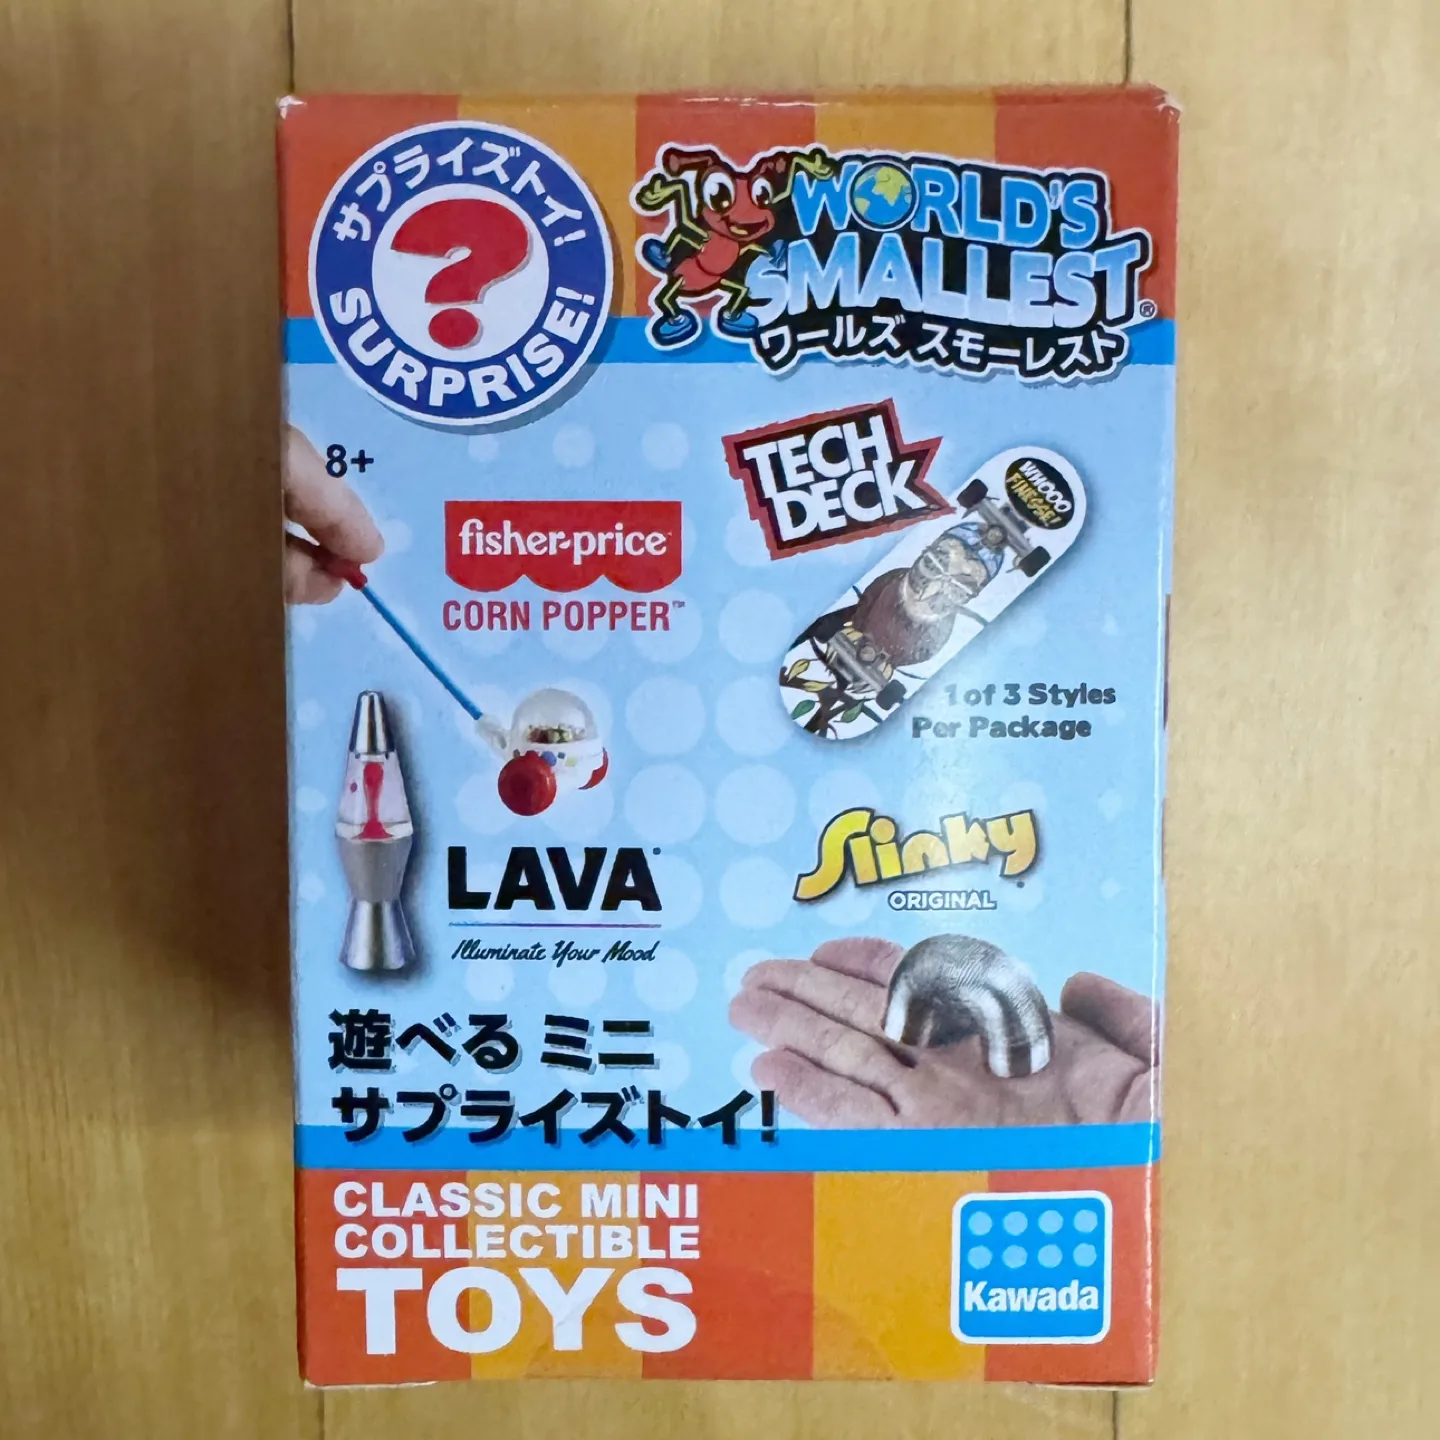 サプライズトイ!
?
SURPRISE!
WORLD'S
SMALLEST®
ワールズ スモーレスト
8+
fisher-price
CORN POPPER™
TECH
DECK
WHOOO
FINESSE!
1 of 3 Styles
Per Package
LAVA
Illuminate Your Mood
Slinky
ORIGINAL
遊べる ミニ
サプライズトイ!
CLASSIC MINI
COLLECTIBLE
TOYS
Kawada